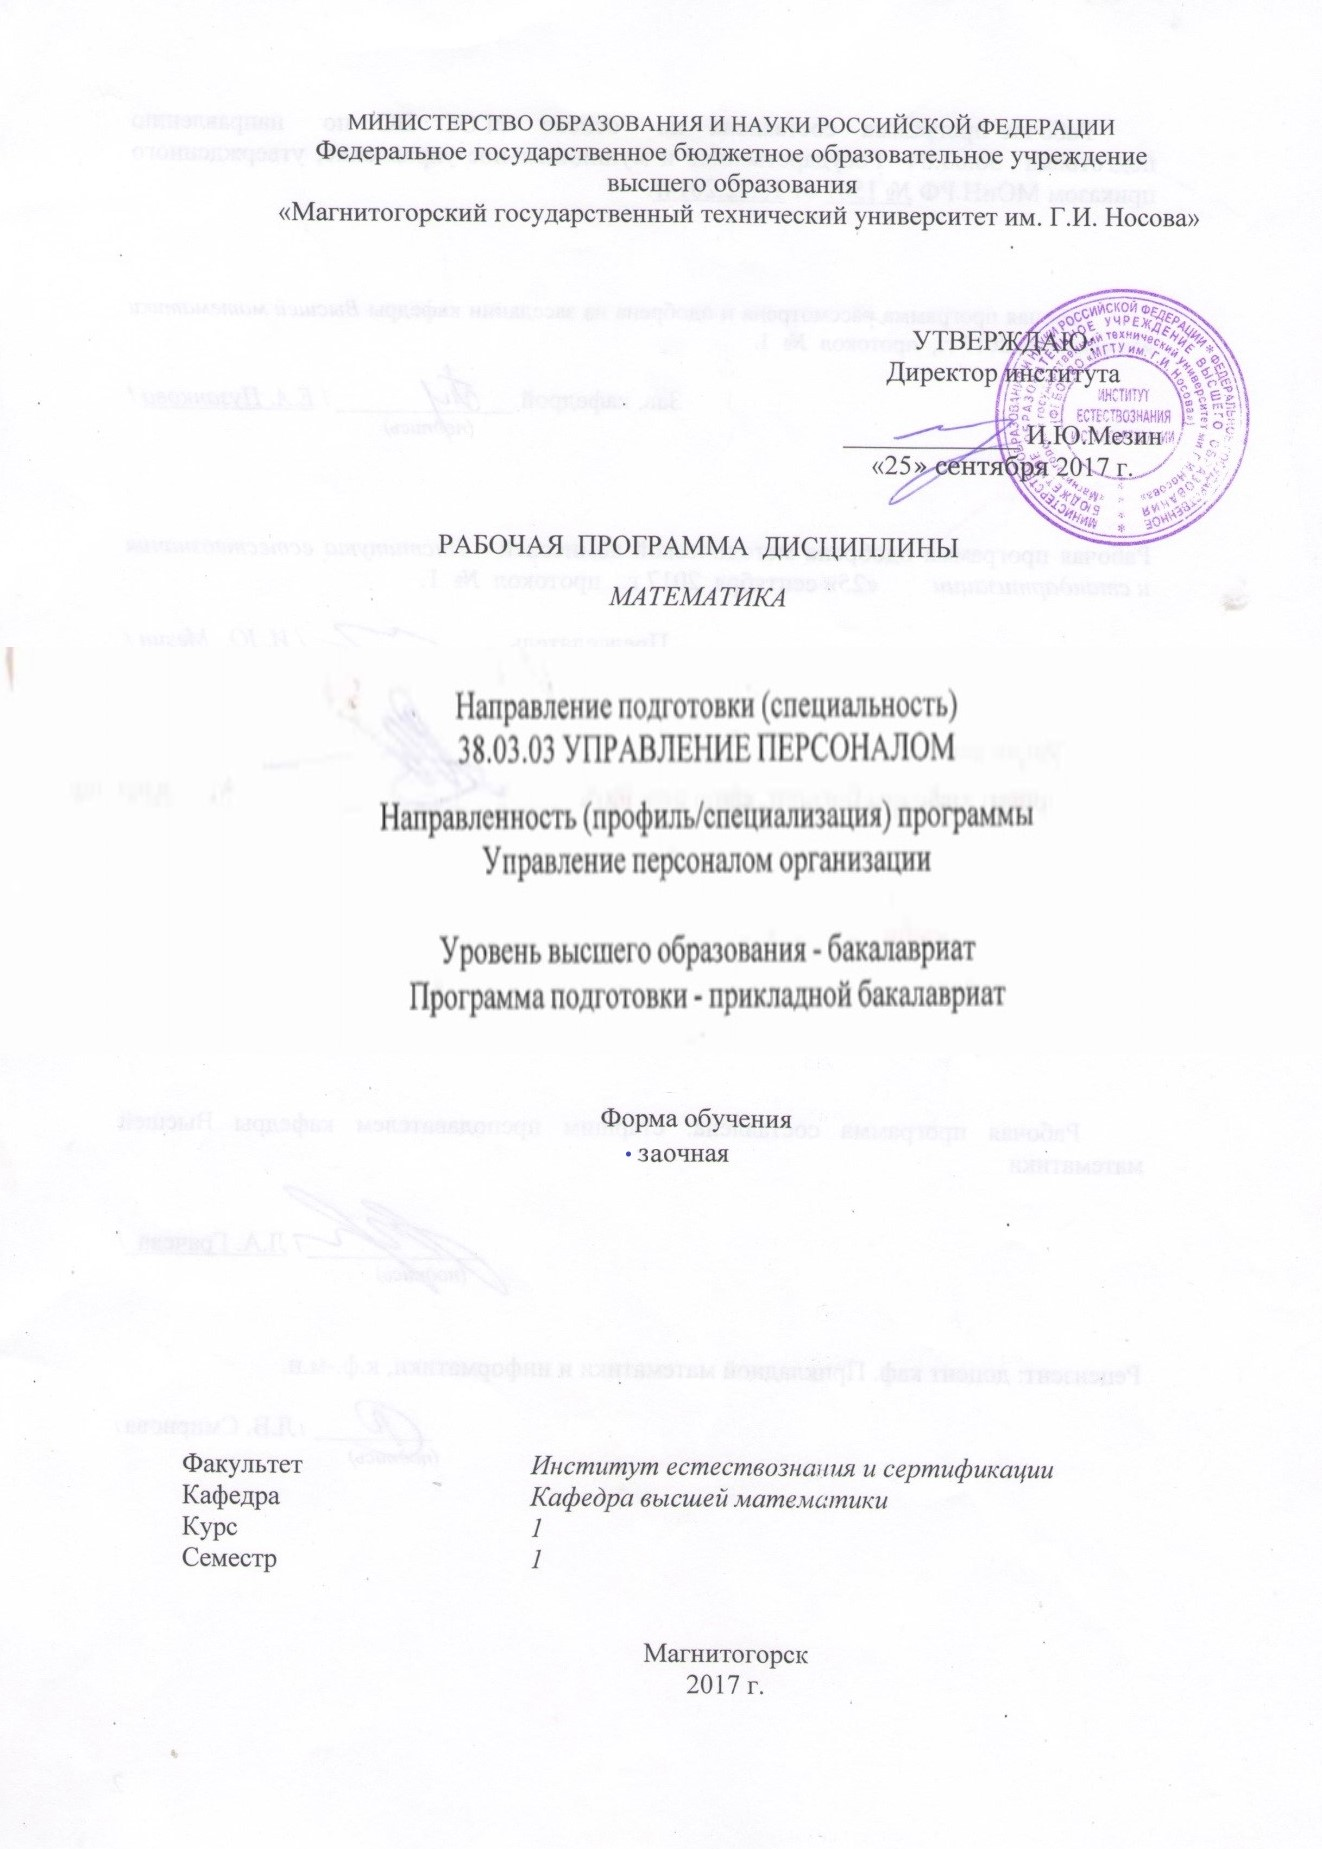 МИНИСТЕРСТВО ОБРАЗОВАНИЯ И НАУКИ РОССИЙСКОЙ ФЕДЕРАЦИИ
Федеральное государственное бюджетное образовательное учреждение
высшего образования
«Магнитогорский государственный технический университет им. Г.И. Носова»
УТВЕРЖДАЮ
Директор института
И.Ю.Мезин
«25» сентября 2017 г.
ИНСТИТУТ
ЕСТЕСТВОЗНАНИЯ
РАБОЧАЯ ПРОГРАММА ДИСЦИПЛИНЫ
МАТЕМАТИКА
Направление подготовки (специальность)
38.03.03 УПРАВЛЕНИЕ ПЕРСОНАЛОМ
Направленность (профиль/специализация) программы
Управление персоналом организации
Уровень высшего образования - бакалавриат
Программа подготовки - прикладной бакалавриат
Форма обучения
заочная
Факультет Институт естествознания и сертификации
Кафедра Кафедра высшей математики
Курс 1
Семестр 1
Магнитогорск
2017 г.